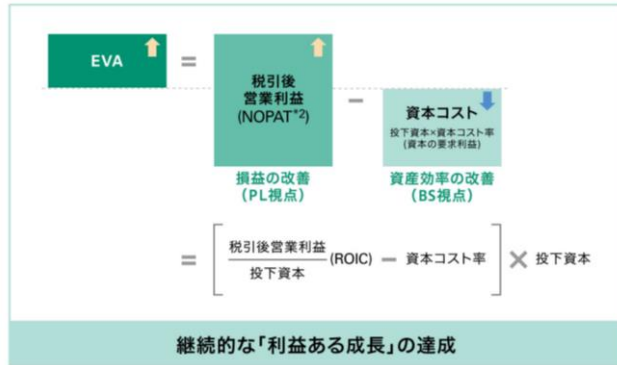 EVA
=
税引後
営業利益
(NOPAT*2)
−
資本コスト
投下資本×資本コスト率
(資本の要求利益)
損益の改善
(PL視点)
資産効率の改善
(BS視点)
=
税引後営業利益
投下資本
(ROIC) − 資本コスト率
× 投下資本
継続的な「利益ある成長」の達成